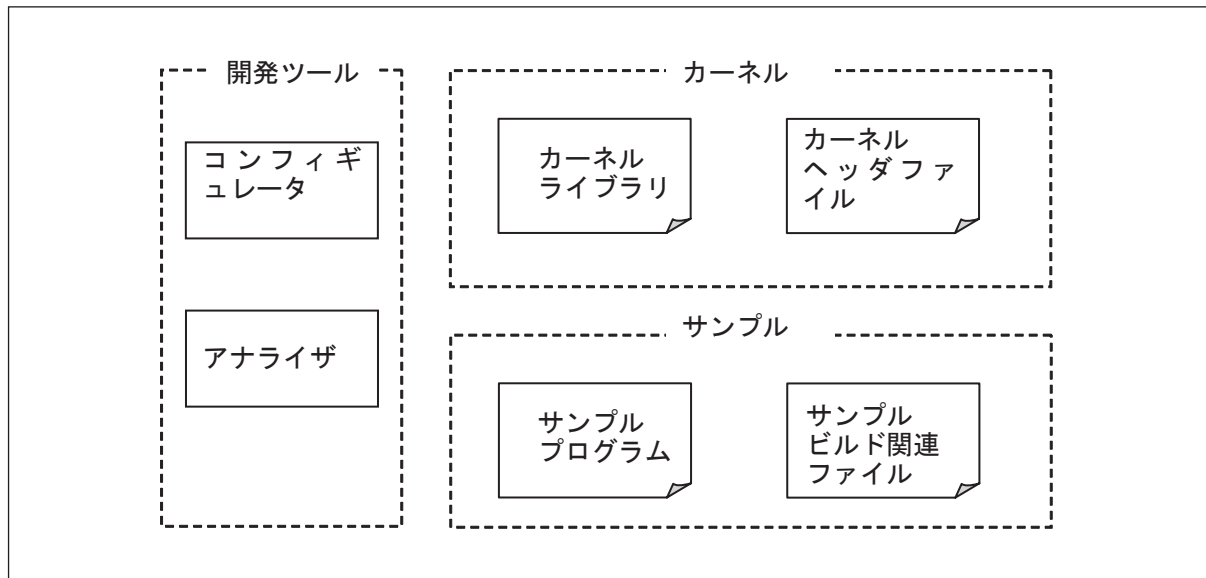 開発ツール
コンフィギ
ュレータ
アナライザ
カーネル
カーネル
ライブラリ
カーネル
ヘッダファ
イル
サンプル
サンプル
プログラム
サンプル
ビルド関連
ファイル